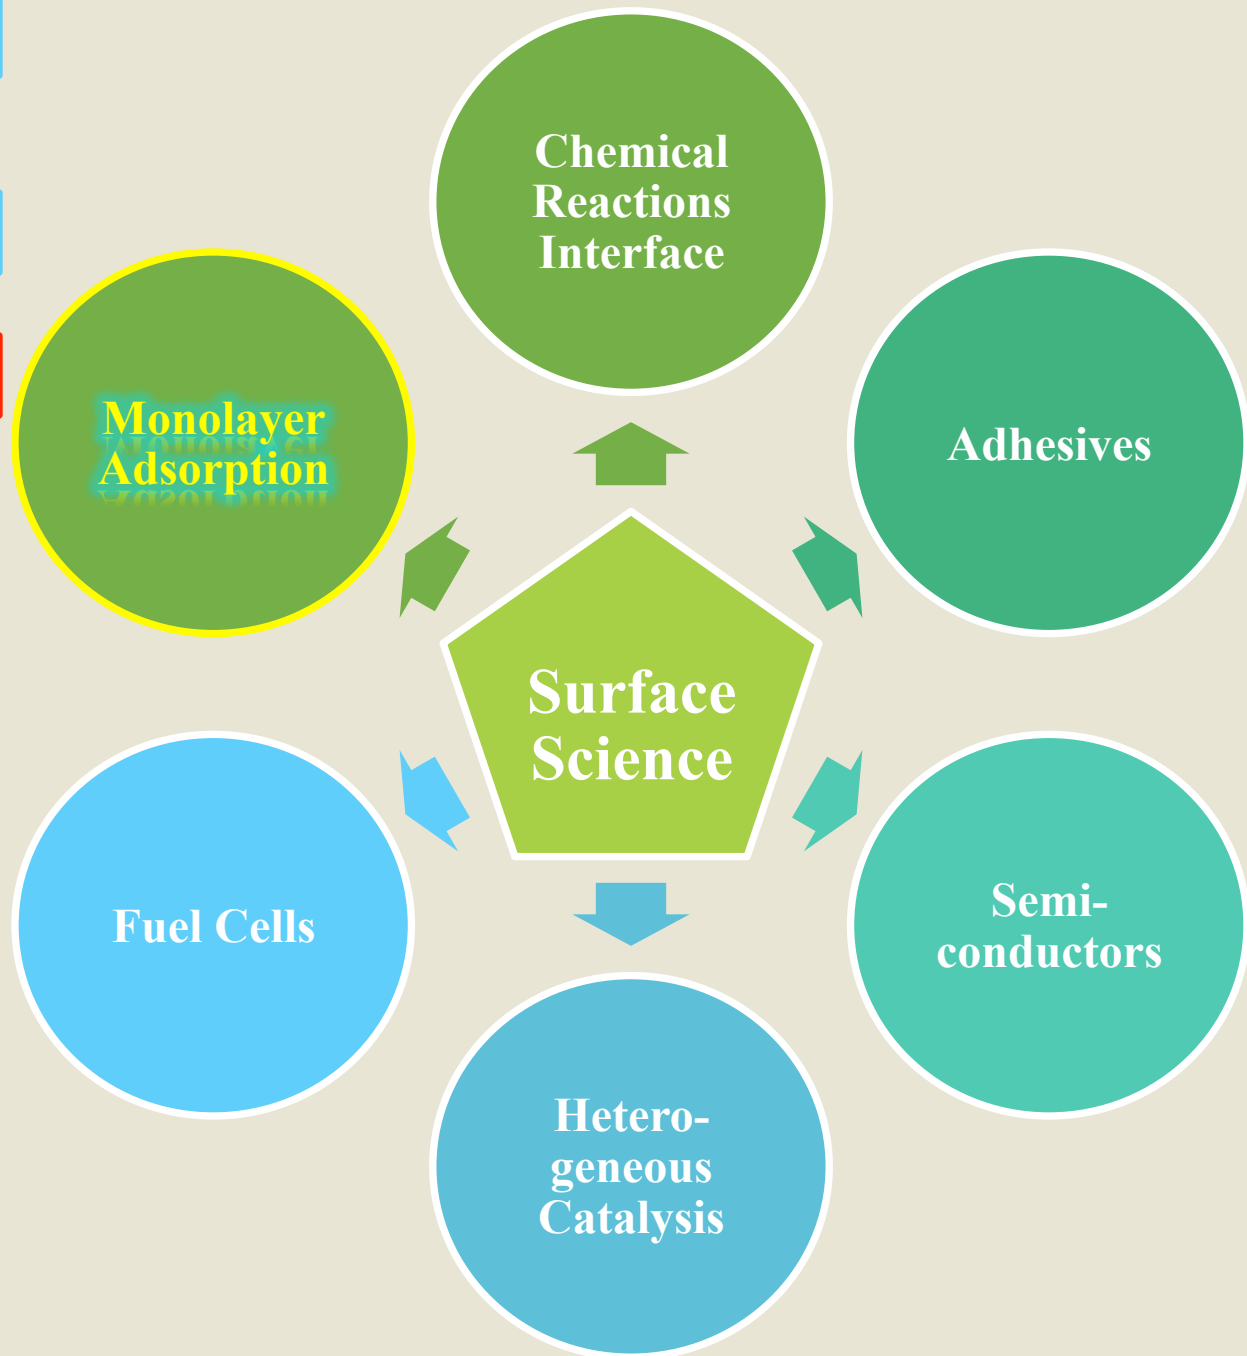 Chemical
Reactions
Interface
Monolayer
Adsorption
Adhesives
Surface
Science
Fuel Cells
Semi-
conductors
Hetero-
geneous
Catalysis